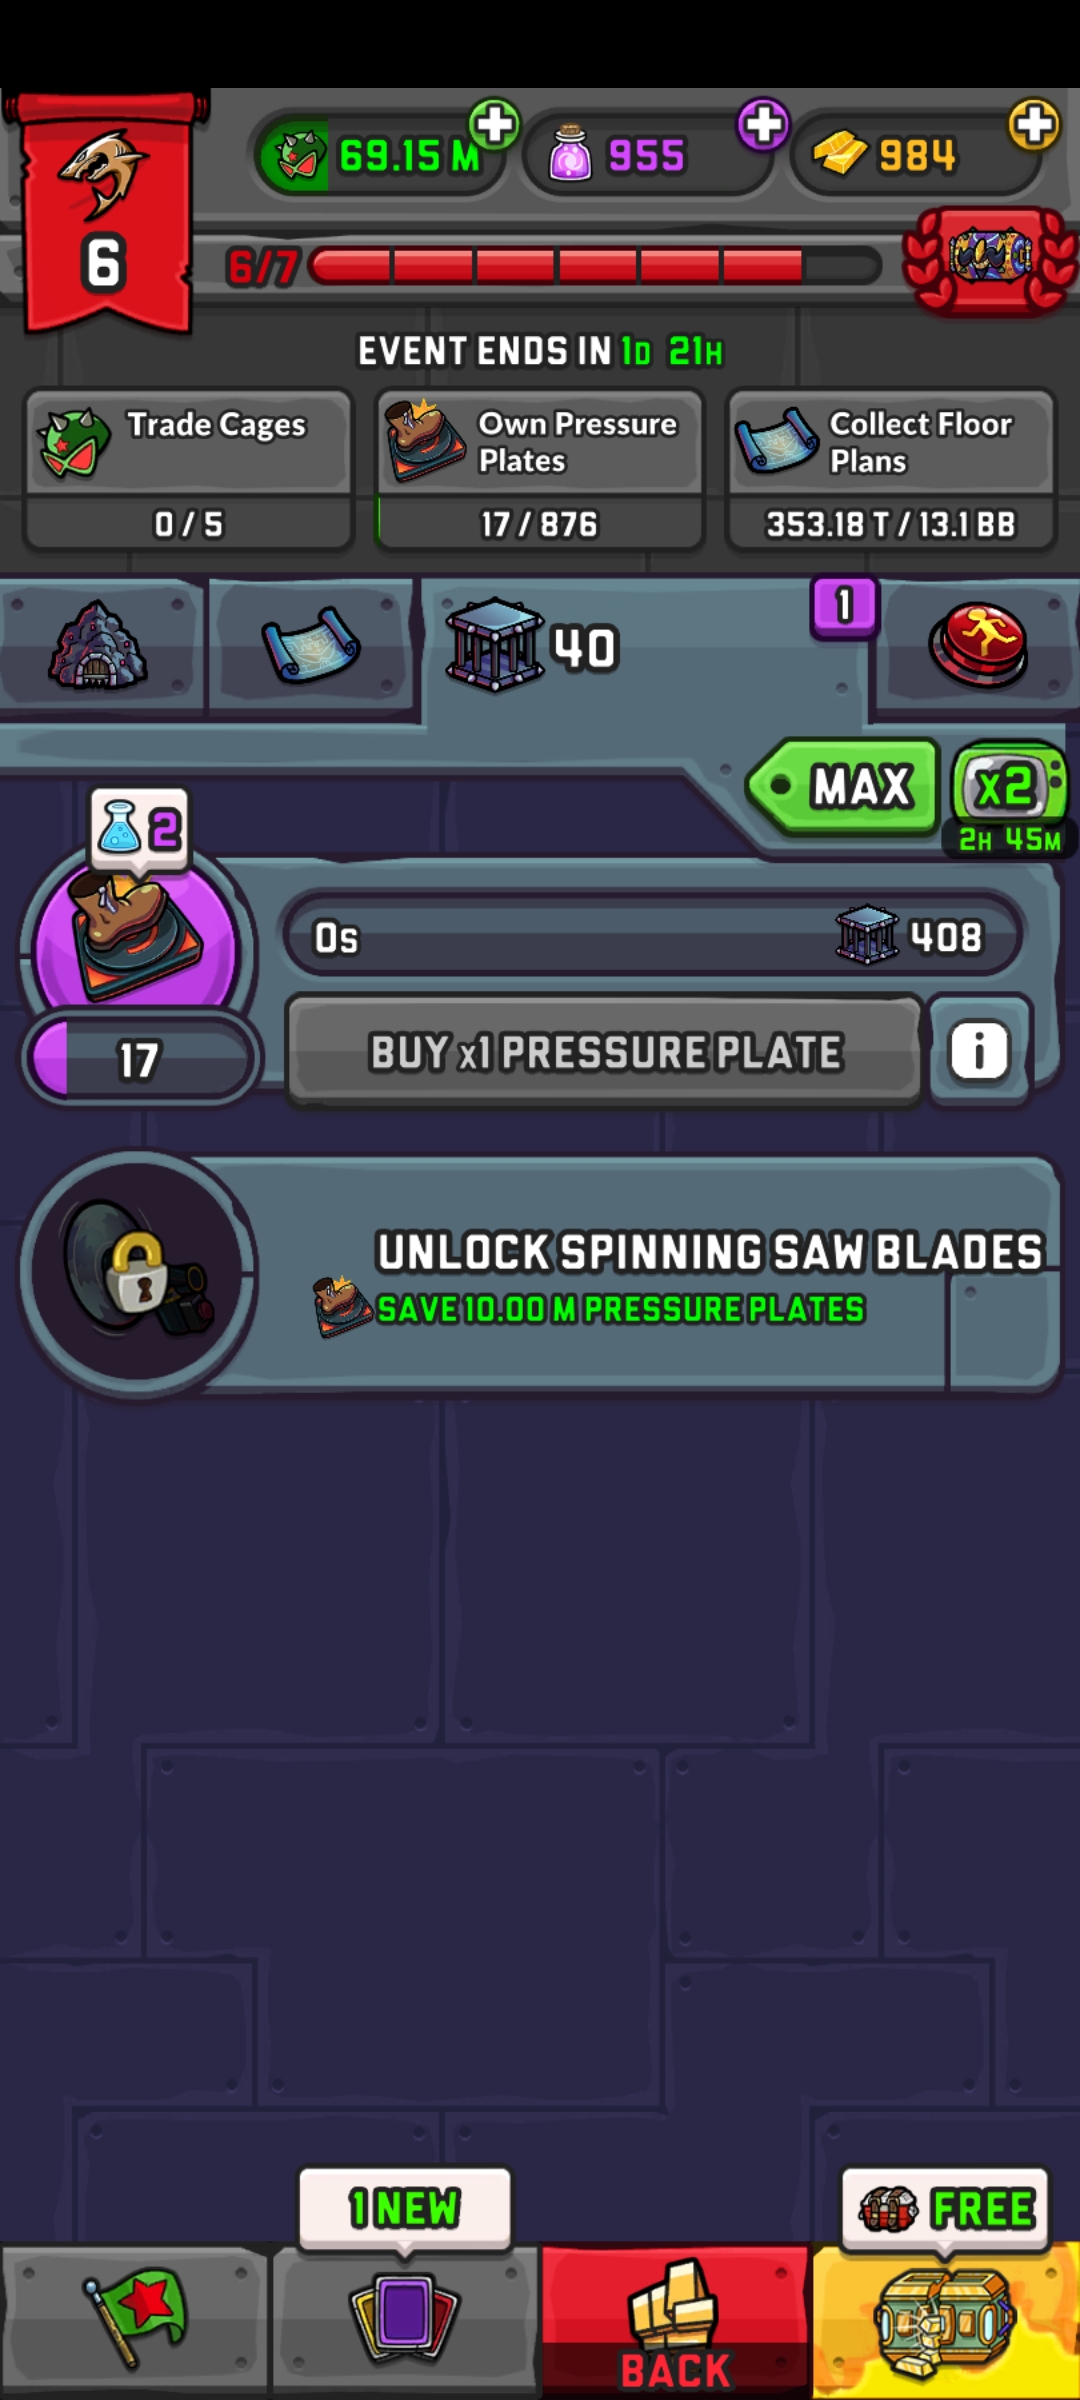 69.15 M
955
984
6
6/7
EVENT ENDS IN 1D 21H
Trade Cages
0 / 5
Own Pressure
Plates
17 / 876
Collect Floor
Plans
353.18 T / 13.1 BB
40
1
MAX
x2
2H 45M
2
0s
408
17
BUY x1 PRESSURE PLATE
i
UNLOCK SPINNING SAW BLADES
SAVE 10.00 M PRESSURE PLATES
1 NEW
FREE
BACK